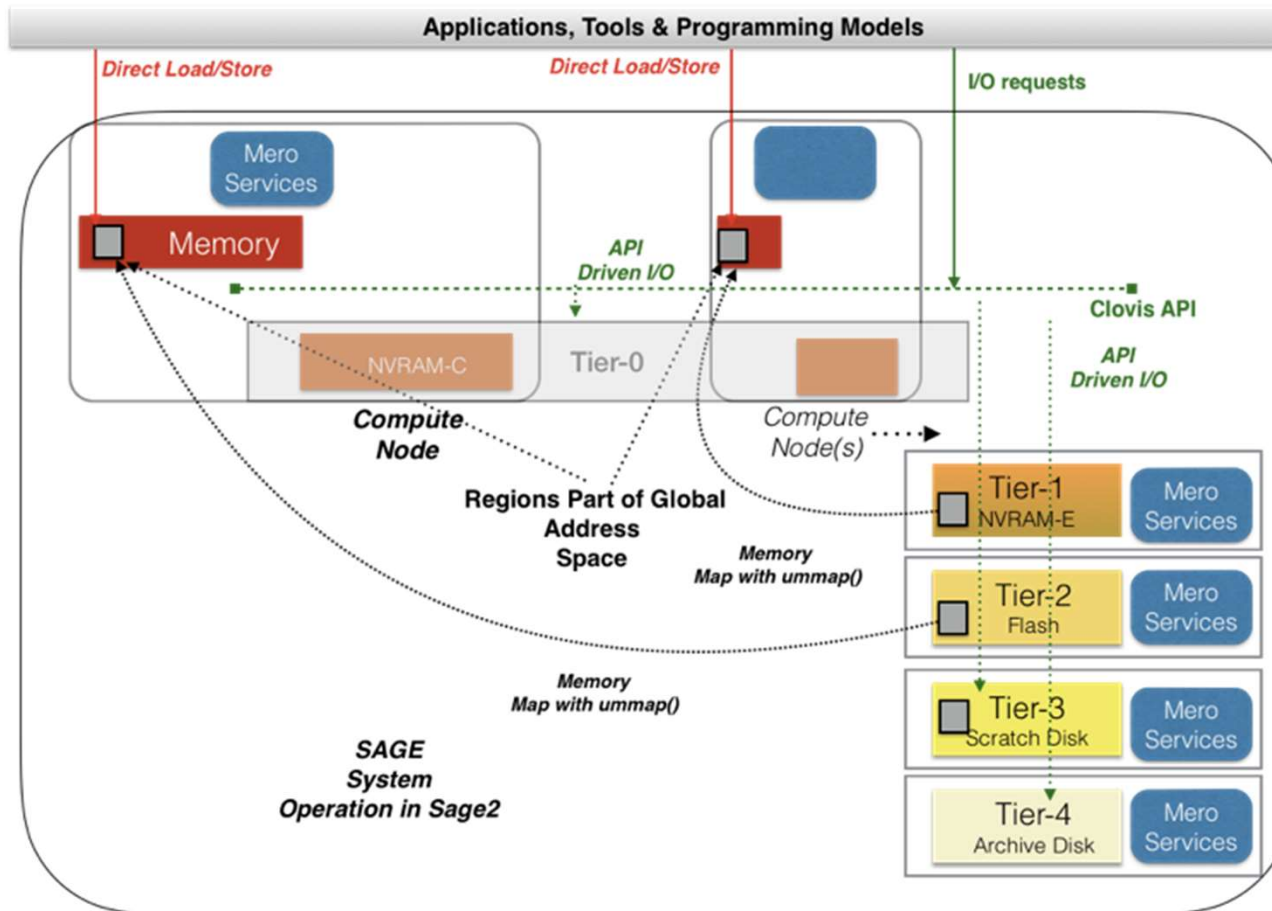 Applications, Tools & Programming Models
Direct Load/Store
Direct Load/Store
I/O requests
Mero
Services
Memory
API
Driven I/O
Clovis API
NVRAM-C
Tier-0
API
Driven I/O
Compute
Node
Compute
Node(s)
Regions Part of Global
Address
Space
Tier-1
NVRAM-E
Mero
Services
Memory
Map with ummap()
Tier-2
Flash
Mero
Services
Memory
Map with ummap()
Tier-3
Scratch Disk
Mero
Services
SAGE
System
Operation in Sage2
Tier-4
Archive Disk
Mero
Services